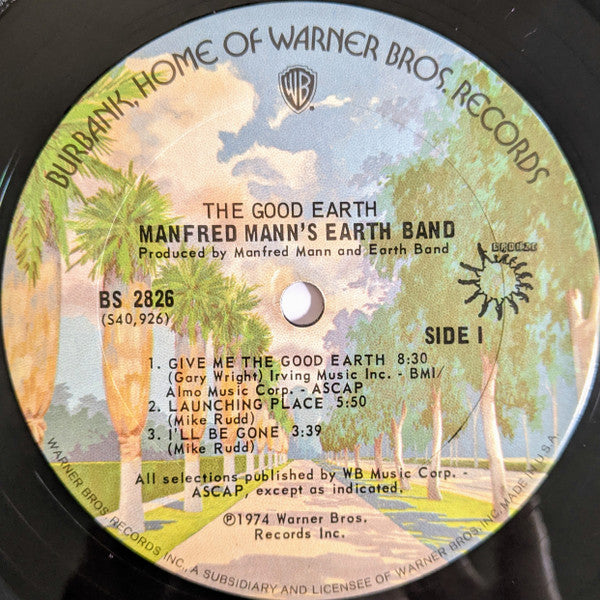 BURBANK, HOME OF WARNER BROS. RECORDS
WB
THE GOOD EARTH
MANFRED MANN'S EARTH BAND
Produced by Manfred Mann and Earth Band
BRONZE
BS 2826
(S40,926)
SIDE 1
1. GIVE ME THE GOOD EARTH 8:30
(Gary Wright) Irving Music Inc. - BMI/
Almo Music Corp. - ASCAP
2. LAUNCHING PLACE 5:50
(Mike Rudd)
3. I'LL BE GONE 3:39
(Mike Rudd)
All selections published by WB Music Corp. -
ASCAP, except as indicated.
℗1974 Warner Bros.
Records Inc.
WARNER BROS. RECORDS INC., A SUBSIDIARY AND LICENSEE OF WARNER BROS. INC. MADE IN U.S.A.